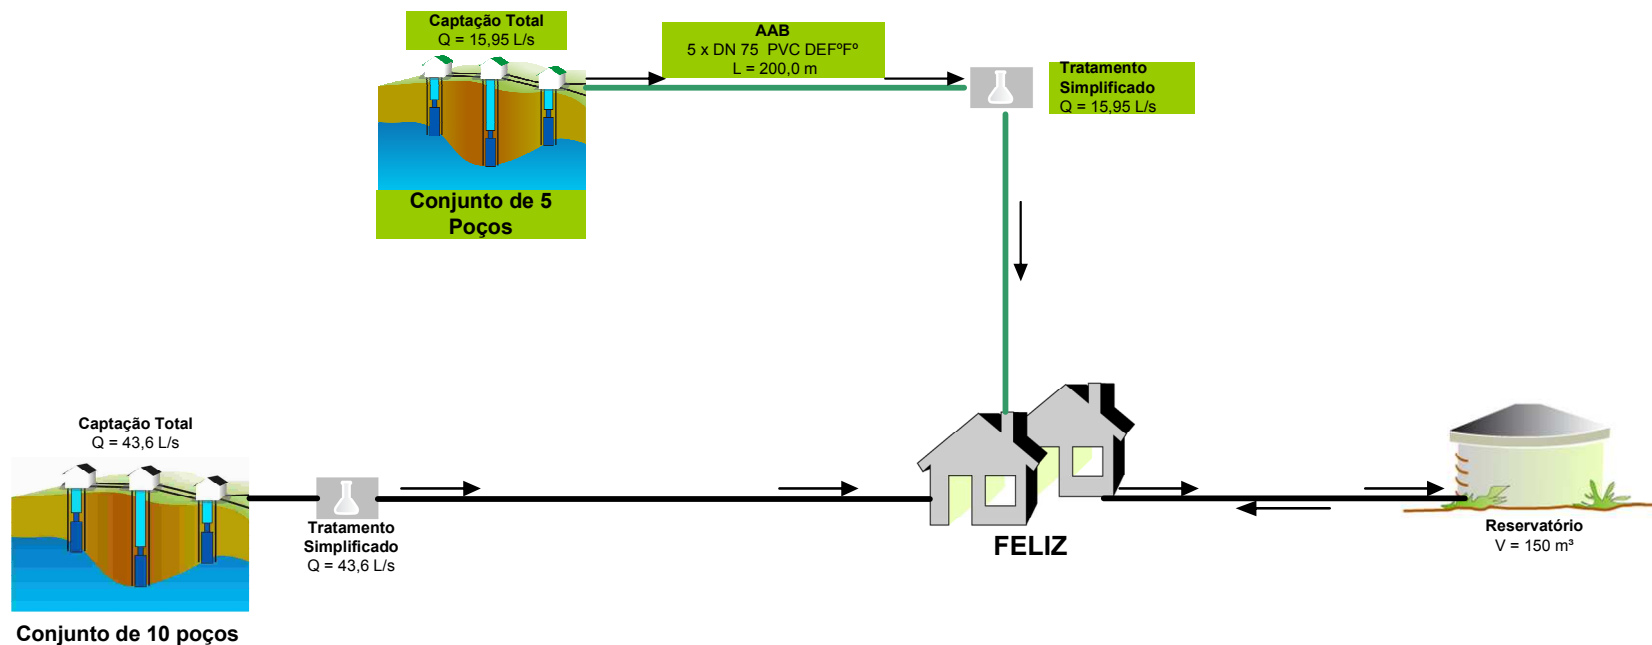 Captação Total
Q = 15,95 L/s
AAB
5 x DN 75  PVC DEFºFº
L = 200,0 m
Tratamento
Simplificado
Q = 15,95 L/s
Conjunto de 5
Poços
Captação Total
Q = 43,6 L/s
Tratamento
Simplificado
Q = 43,6 L/s
FELIZ
Reservatório
V = 150 m³
Conjunto de 10 poços